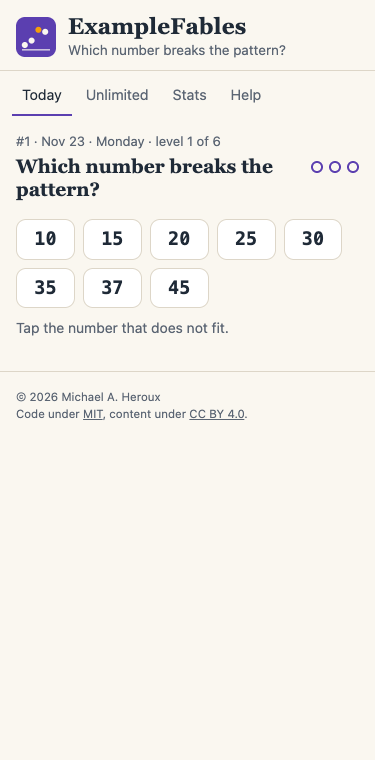 ExampleFables
Which number breaks the pattern?
Today Unlimited Stats Help
#1 · Nov 23 · Monday · level 1 of 6
Which number breaks the
pattern?
10 15 20 25 30
35 37 45
Tap the number that does not fit.
© 2026 Michael A. Heroux
Code under MIT, content under CC BY 4.0.